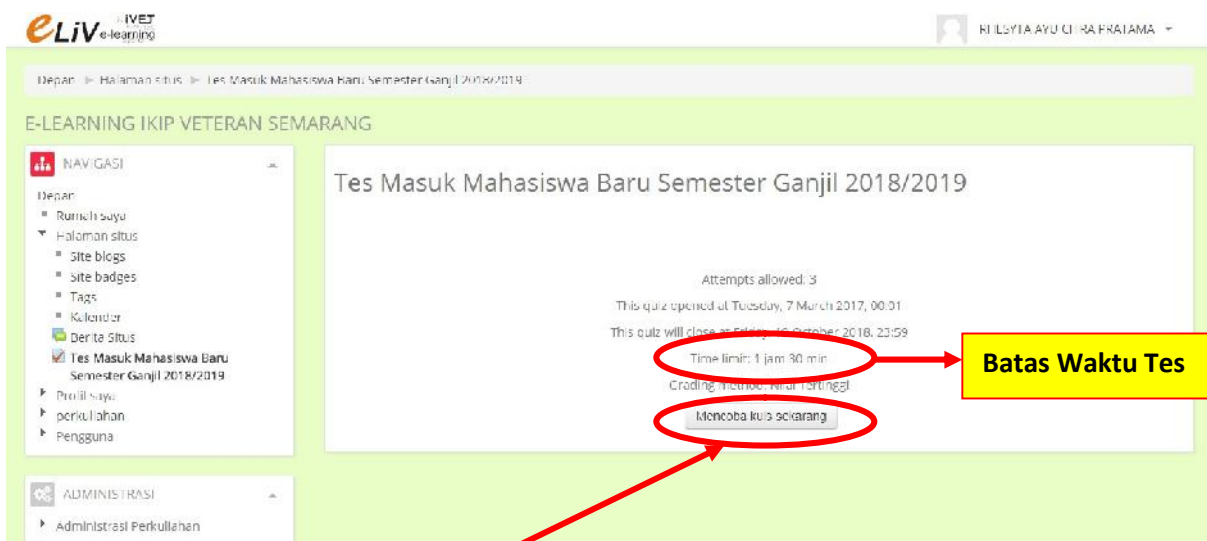 eLiV e-learning IVET
AYU CITRA PRATAMA
Depan Halaman situs Tes Masuk Mahasiswa Baru Semester Ganjil 2018/2019
E-LEARNING IKIP VETERAN SEMARANG
NAVIGASI
Depan
Rumah saya
Halaman situs
Site blogs
Site badges
Tags
Kalender
Berita Situs
Tes Masuk Mahasiswa Baru
Semester Ganjil 2018/2019
Profil saya
perkuliahan
Pengguna
ADMINISTRASI
Administrasi Perkuliahan
Tes Masuk Mahasiswa Baru Semester Ganjil 2018/2019
Attempts allowed: 3
This quiz opened at Tuesday, 7 March 2017, 00:01
This quiz will close at Friday, October 2018, 23:59
Time limit: 1 jam 30 min
Grading method: Nilai Tertinggi
Mencoba kuis sekarang
Batas Waktu Tes